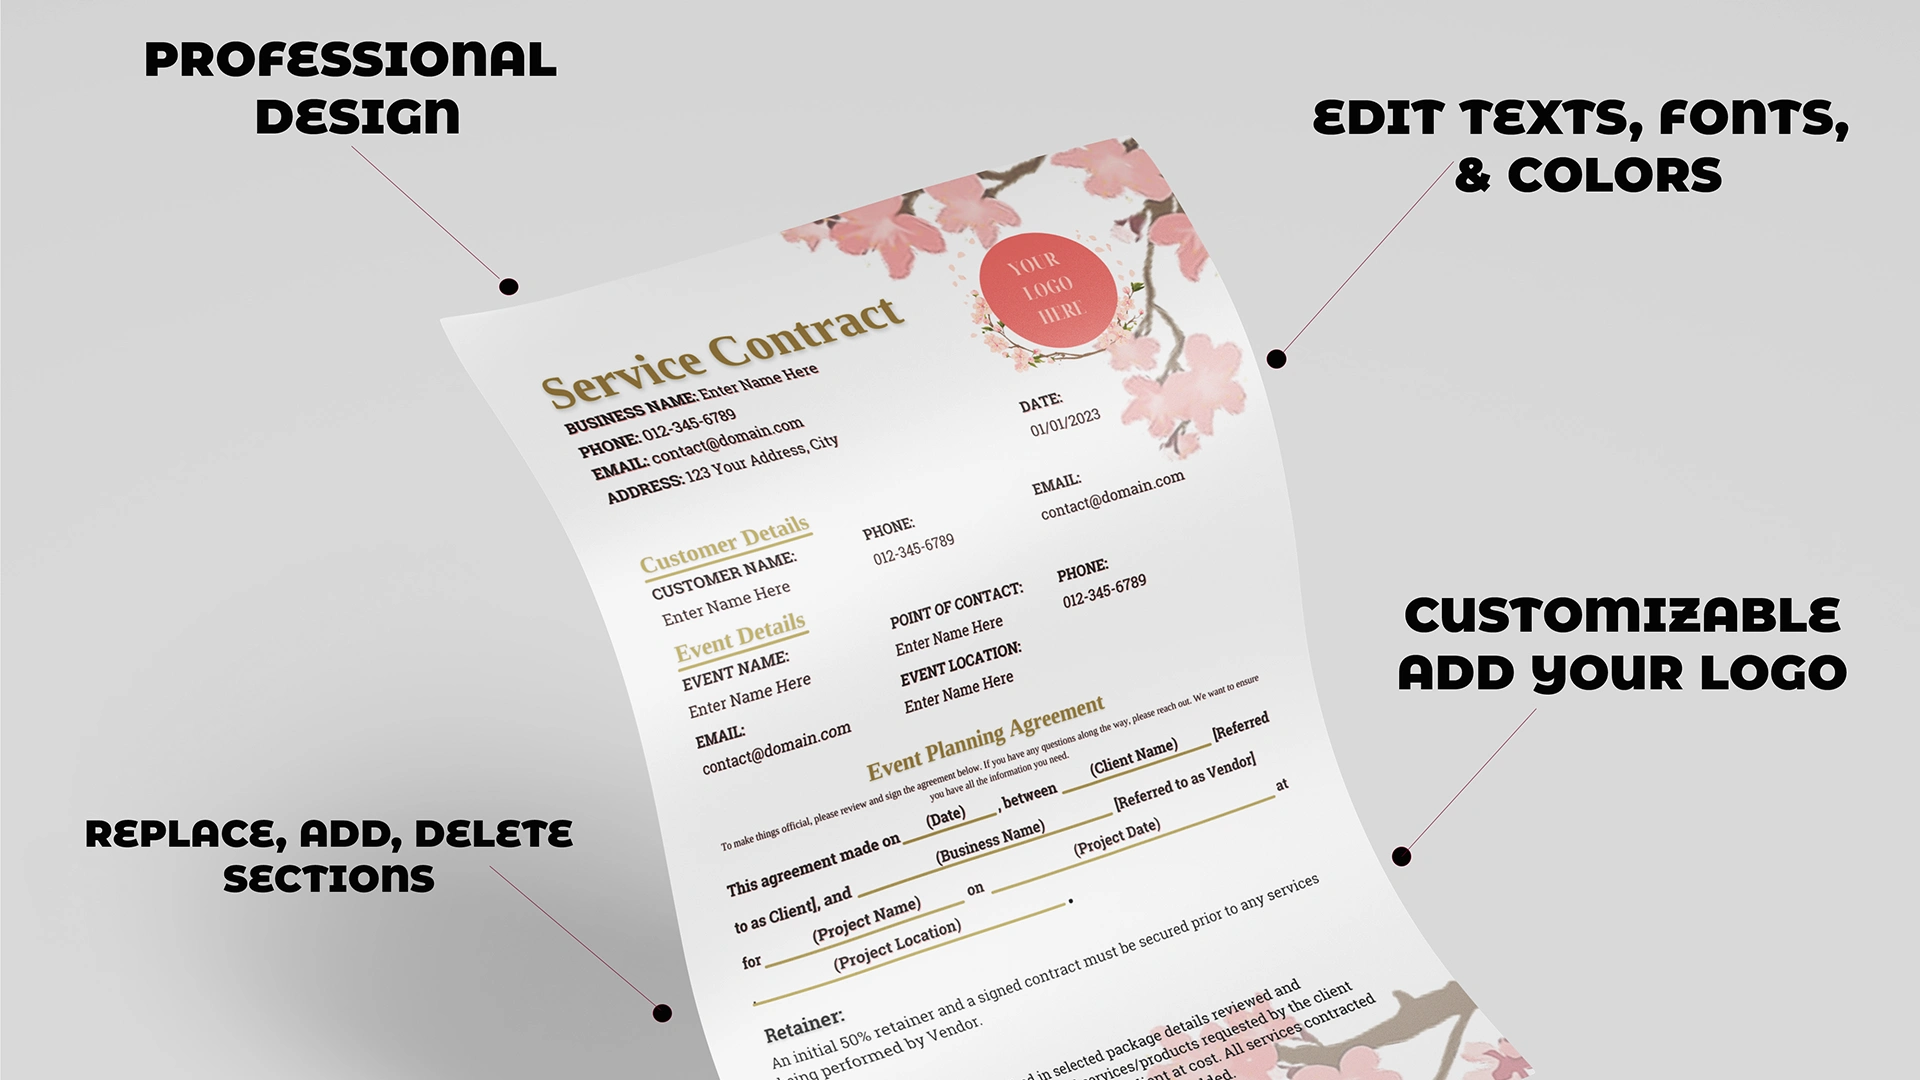 PROFESSIONAL
DESIGN
EDIT TEXTS, FONTS,
& COLORS
YOUR
LOGO
HERE
Service Contract
BUSINESS NAME: Enter Name Here
PHONE: 012-345-6789
EMAIL: contact@domain.com
ADDRESS: 123 Your Address, City
DATE:
01/01/2023
EMAIL:
contact@domain.com
Customer Details
CUSTOMER NAME:
Enter Name Here
PHONE:
012-345-6789
Event Details
EVENT NAME:
Enter Name Here
EMAIL:
contact@domain.com
POINT OF CONTACT:
Enter Name Here
EVENT LOCATION:
Enter Name Here
PHONE:
012-345-6789
CUSTOMIZABLE
ADD YOUR LOGO
Event Planning Agreement
To make things official, please review and sign the agreement below. If you have any questions along the way, please reach out. We want to ensure
you have all the information you need.
This agreement made on (Date), between (Client Name) [Referred
to as Client], and (Business Name) [Referred to as Vendor]
for (Project Name) on (Project Date) at
(Project Location).
REPLACE, ADD, DELETE
SECTIONS
Retainer:
An initial 50% retainer and a signed contract must be secured prior to any services
being performed by Vendor.
in selected package details reviewed and
services/products requested by the client
at cost. All services contracted